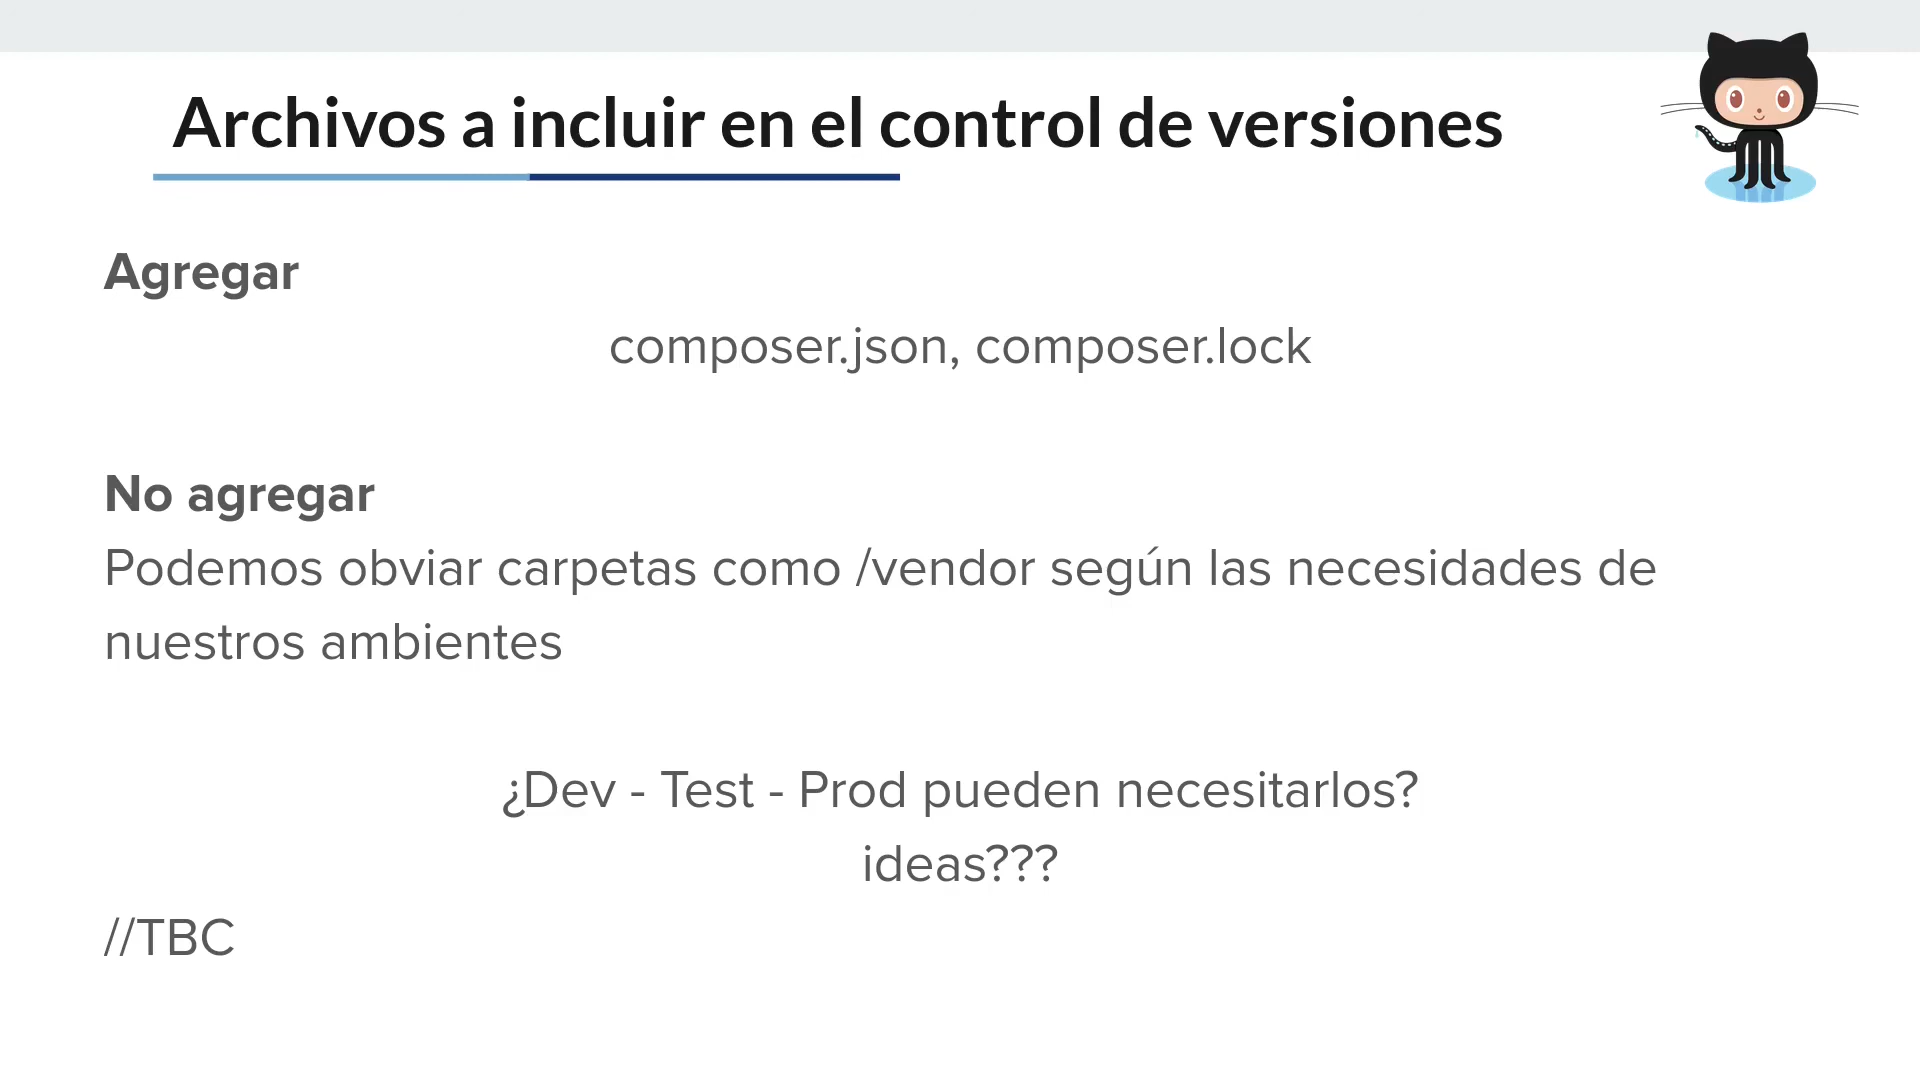 Archivos a incluir en el control de versiones
Agregar
composer.json, composer.lock
No agregar
Podemos obviar carpetas como /vendor según las necesidades de
nuestros ambientes
¿Dev - Test - Prod pueden necesitarlos?
ideas???
//TBC